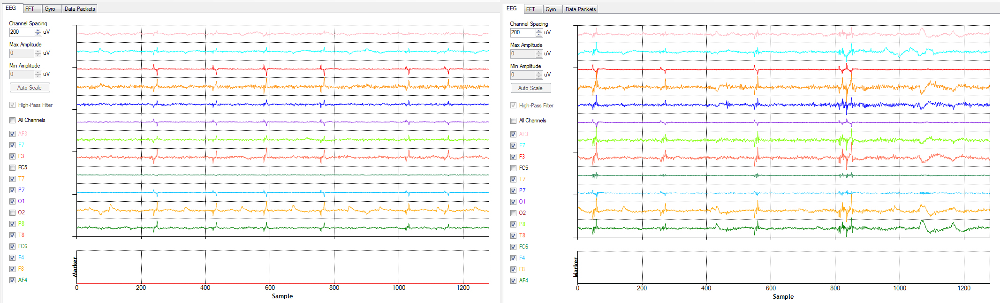 EEG FFT Gyro Data Packets
Channel Spacing
200 uV
Max Amplitude
0 uV
Min Amplitude
0 uV
Auto Scale
High-Pass Filter
All Channels
AF3
F7
F3
FC5
T7
P7
O1
O2
P8
T8
FC6
F4
F8
AF4
Marker
0 200 400 600 800 1000 1200
Sample
EEG FFT Gyro Data Packets
Channel Spacing
200 uV
Max Amplitude
0 uV
Min Amplitude
0 uV
Auto Scale
High-Pass Filter
All Channels
AF3
F7
F3
FC5
T7
P7
O1
O2
P8
T8
FC6
F4
F8
AF4
Marker
0 200 400 600 800 1000 1200
Sample